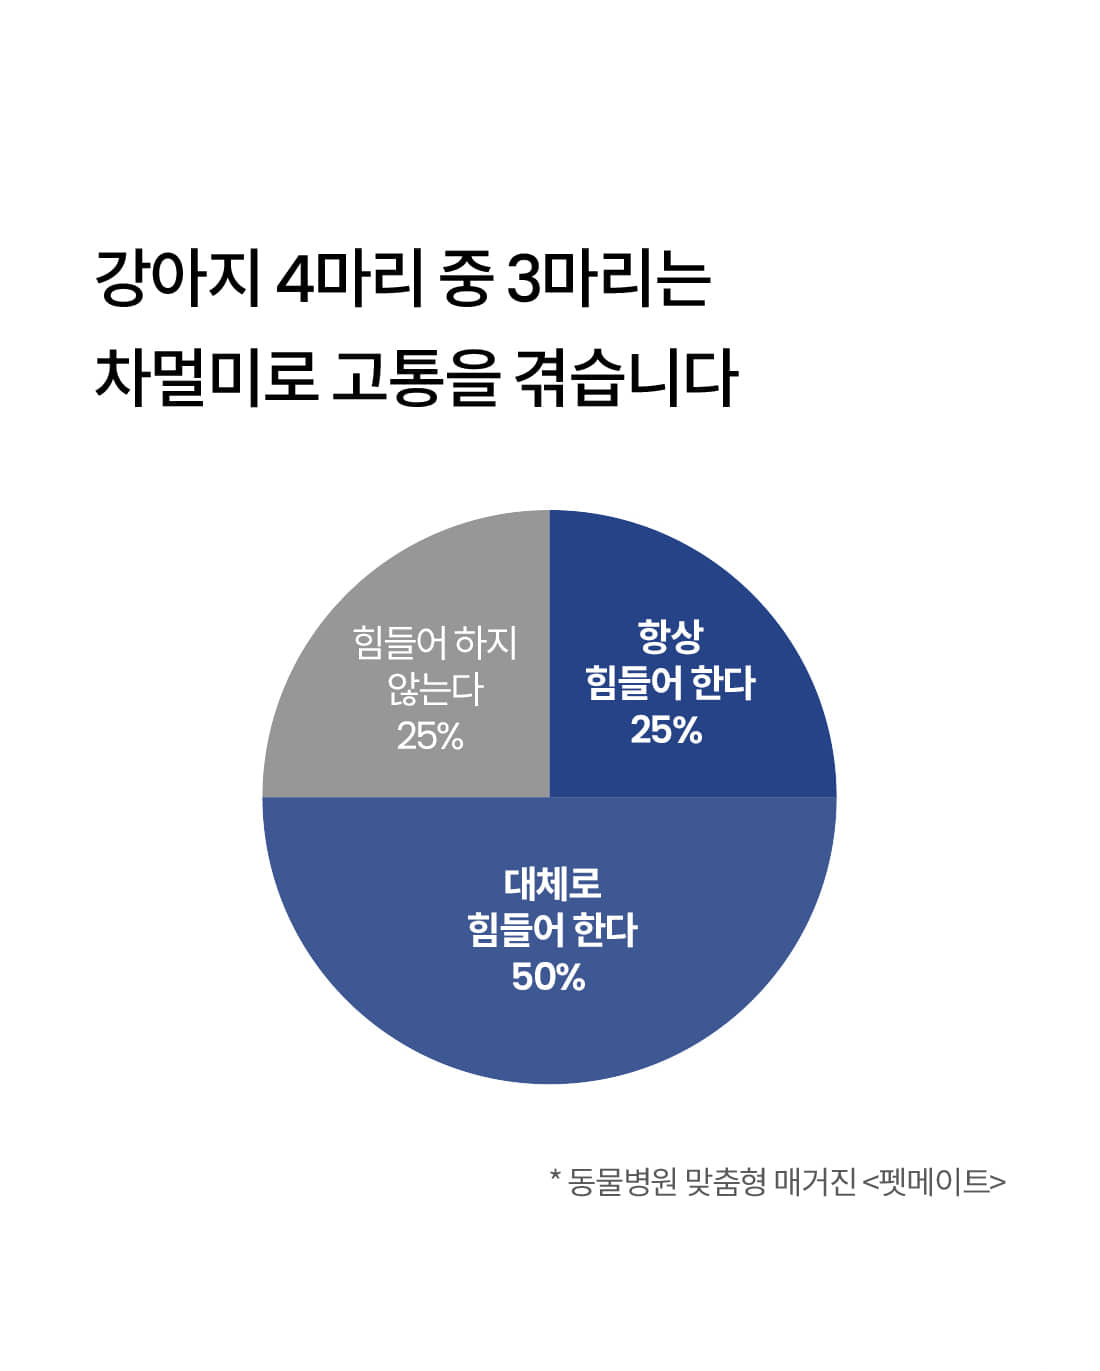 강아지 4마리 중 3마리는
차멀미로 고통을 겪습니다
힘들어 하지
않는다
25%
항상
힘들어 한다
25%
대체로
힘들어 한다
50%
* 동물병원 맞춤형 매거진 <펫메이트>